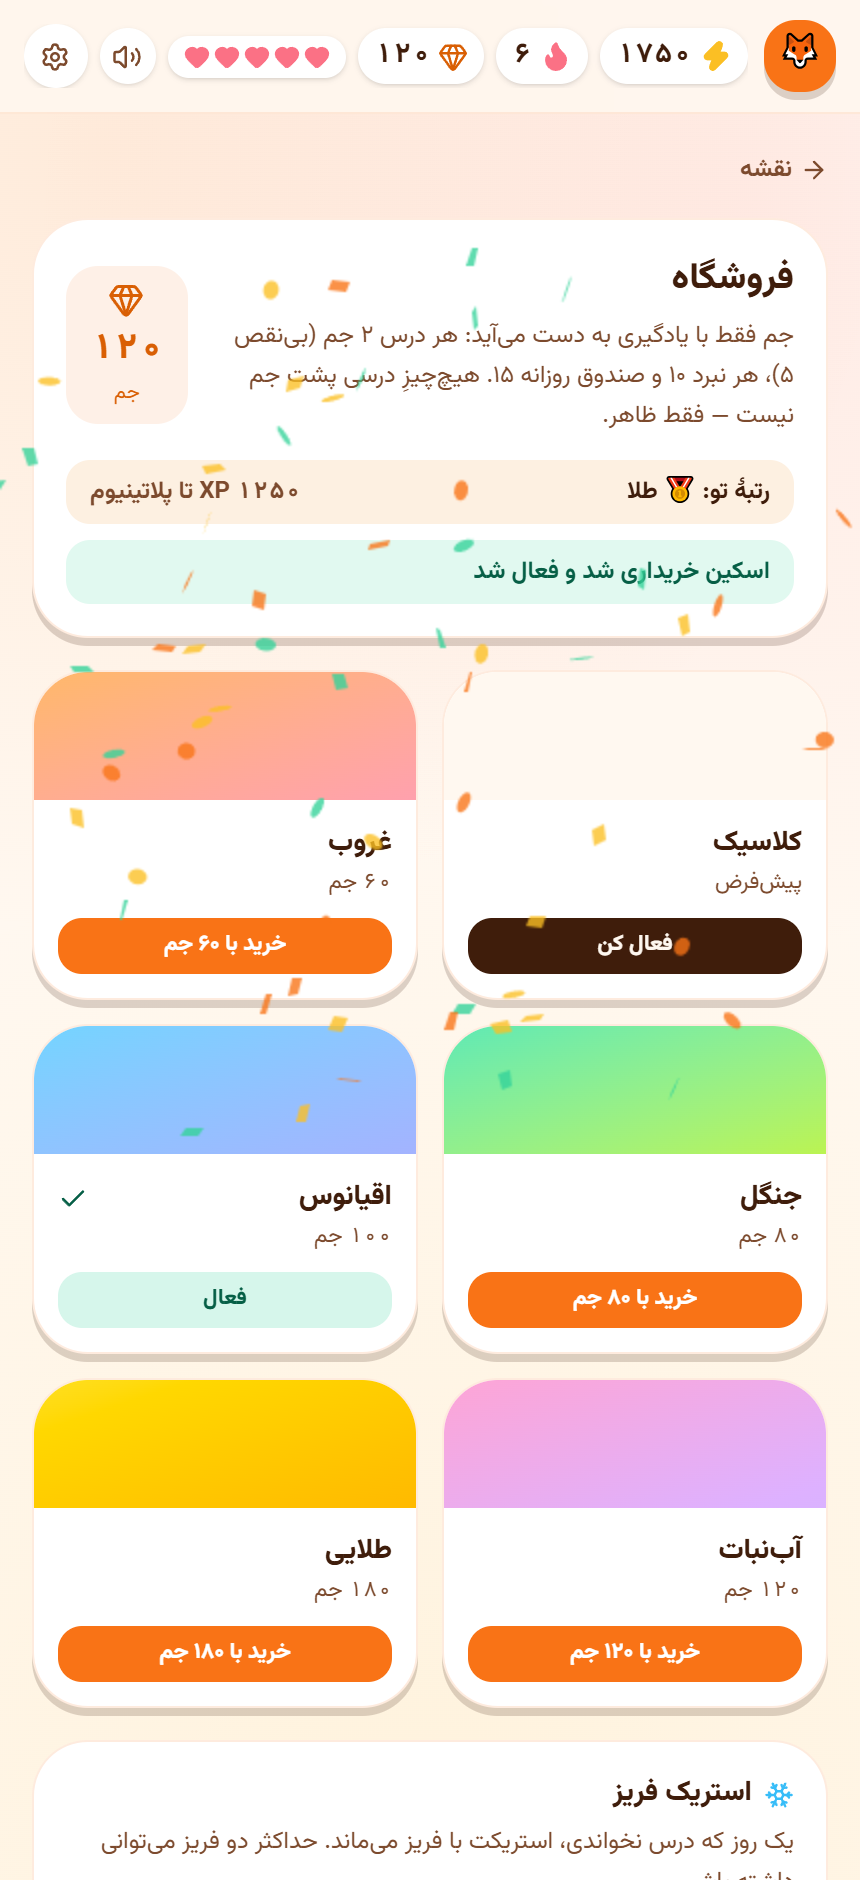 ۱۷۵۰
۶
۱۲۰
نقشه
فروشگاه
جم فقط با یادگیری به دست می‌آید: هر درس ۲ جم (بی‌نقص
۵)، هر نبرد ۱۰ و صندوق روزانه ۱۵. هیچ‌چیزِ درسی پشت جم
نیست — فقط ظاهر.
۱۲۰
جم
رتبهٔ تو: 🏅 طلا
۱۲۵۰ XP تا پلاتینیوم
اسکین خریداری شد و فعال شد
کلاسیک
پیش‌فرض
فعال کن
غروب
۶۰ جم
خرید با ۶۰ جم
جنگل
۸۰ جم
خرید با ۸۰ جم
اقیانوس
۱۰۰ جم
فعال
آب‌نبات
۱۲۰ جم
خرید با ۱۲۰ جم
طلایی
۱۸۰ جم
خرید با ۱۸۰ جم
استریک فریز
یک روز که درس نخواندی، استریکت با فریز می‌ماند. حداکثر دو فریز می‌توانی